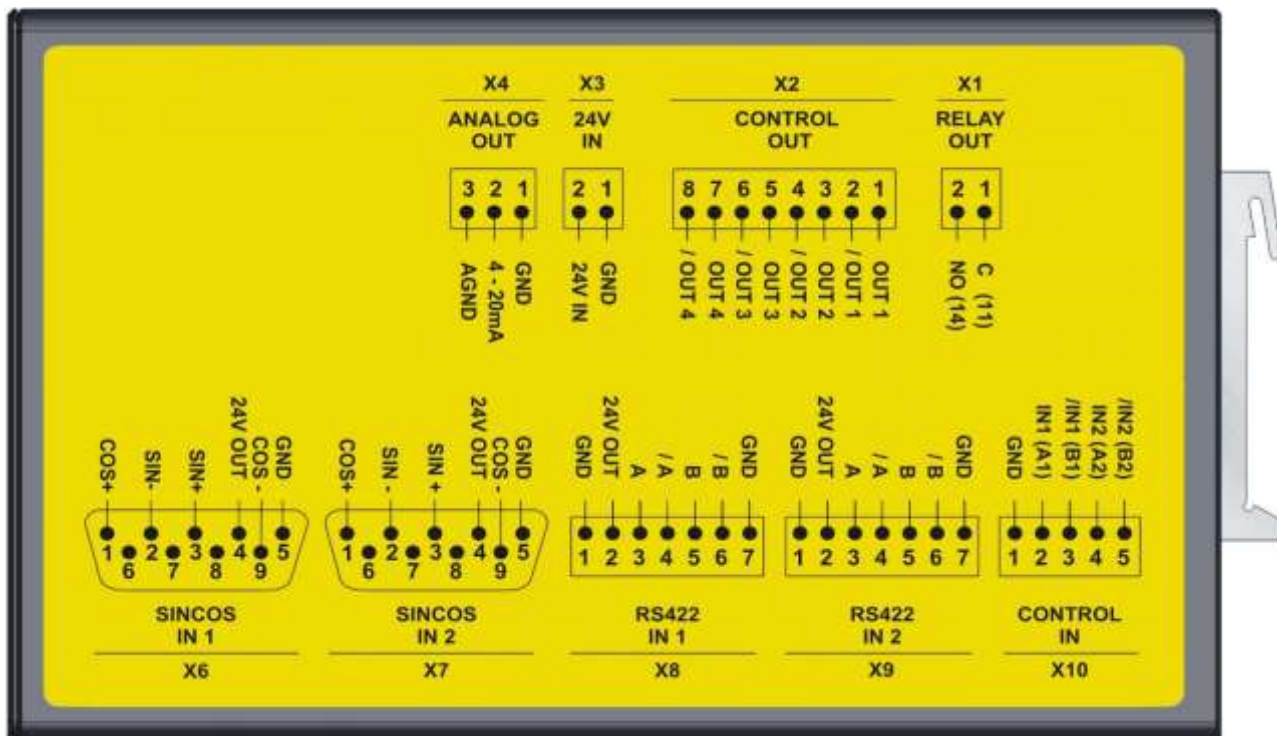 X4 X3 X2 X1
ANALOG OUT
24V IN
CONTROL OUT
RELAY OUT
3 2 1
2 1
8 7 6 5 4 3 2 1
2 1
AGND
4 - 20mA
GND
24V IN
GND
/ OUT 4
OUT 4
/ OUT 3
OUT 3
/ OUT 2
OUT 2
/ OUT 1
OUT 1
NO (14)
C (11)
COS+
SIN-
SIN+
24V OUT
COS -
GND
1 2 3 4 5
6 7 8 9
SINCOS
IN 1
X6
COS+
SIN -
SIN +
24V OUT
COS -
GND
1 2 3 4 5
6 7 8 9
SINCOS
IN 2
X7
GND
24V OUT
A
/ A
B
/ B
GND
1 2 3 4 5 6 7
RS422
IN 1
X8
GND
24V OUT
A
/ A
B
/ B
GND
1 2 3 4 5 6 7
RS422
IN 2
X9
GND
IN1 (A1)
/IN1 (B1)
IN2 (A2)
/IN2 (B2)
1 2 3 4 5
CONTROL
IN
X10